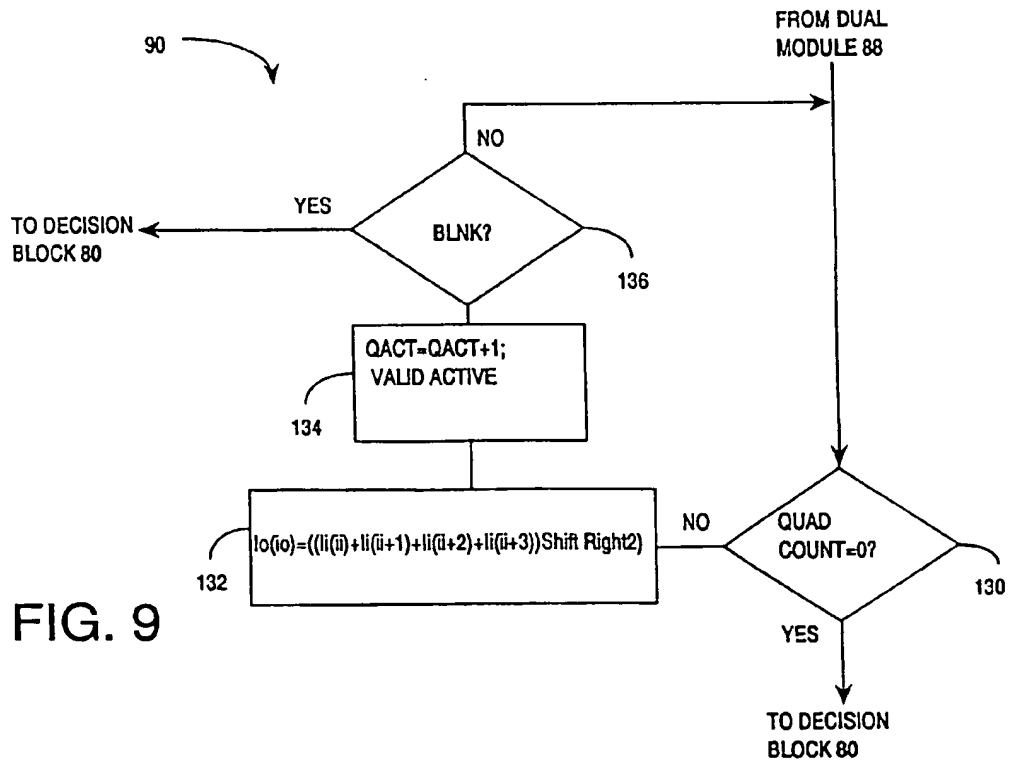 FROM DUAL
MODULE 88
90
NO
YES
BLNK?
TO DECISION
BLOCK 80
136
QACT=QACT+1;
VALID ACTIVE
134
Io(io)=((Ii(ii)+Ii(ii+1)+Ii(ii+2)+Ii(ii+3))Shift Right2)
132
NO
QUAD
COUNT=0?
130
YES
FIG. 9
TO DECISION
BLOCK 80